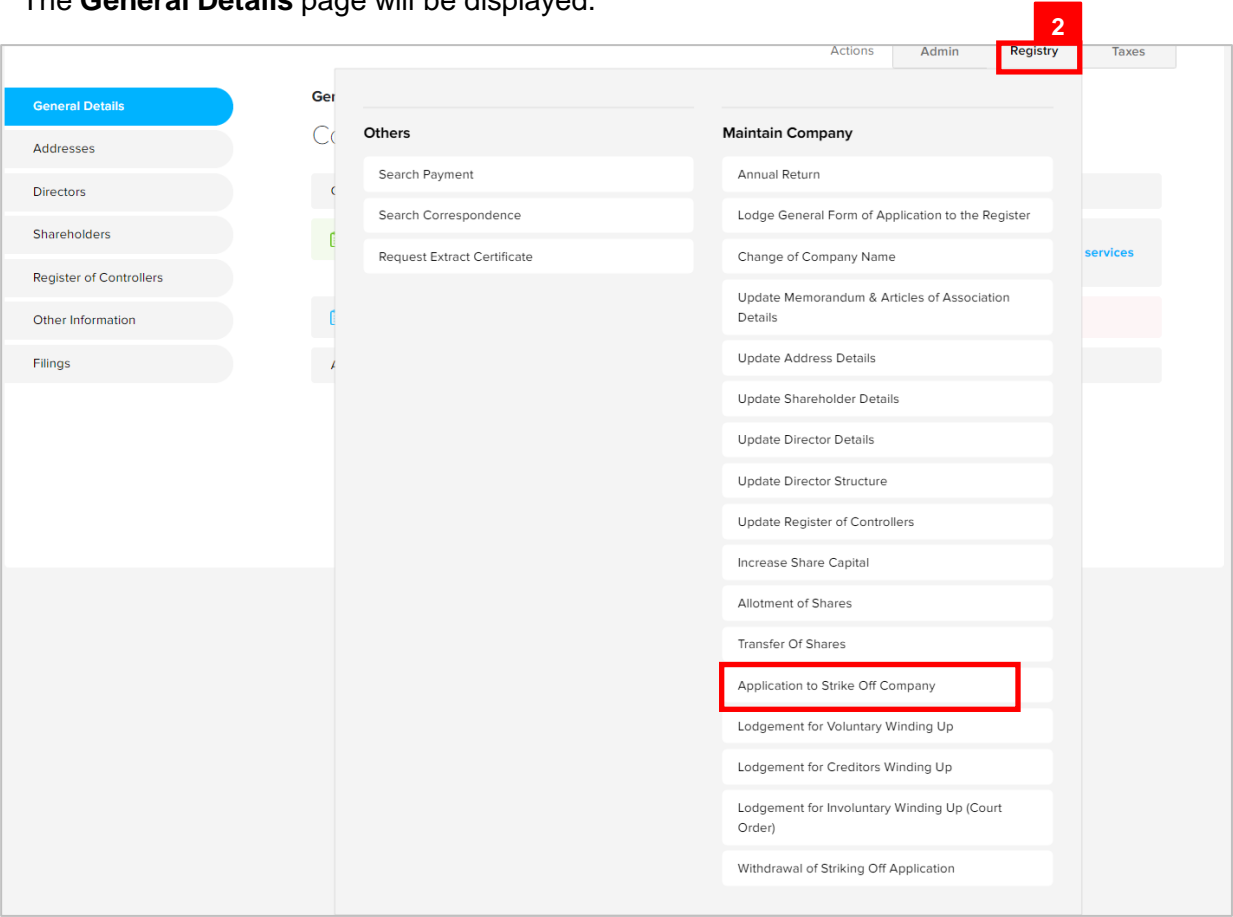 The General Details page will be displayed.
2
Actions
Admin
Registry
Taxes
General Details
Addresses
Directors
Shareholders
Register of Controllers
Other Information
Filings
Others
Search Payment
Search Correspondence
Request Extract Certificate
Maintain Company
Annual Return
Lodge General Form of Application to the Register
Change of Company Name
Update Memorandum & Articles of Association
Details
Update Address Details
Update Shareholder Details
Update Director Details
Update Director Structure
Update Register of Controllers
Increase Share Capital
Allotment of Shares
Transfer Of Shares
Application to Strike Off Company
Lodgement for Voluntary Winding Up
Lodgement for Creditors Winding Up
Lodgement for Involuntary Winding Up (Court
Order)
Withdrawal of Striking Off Application
services